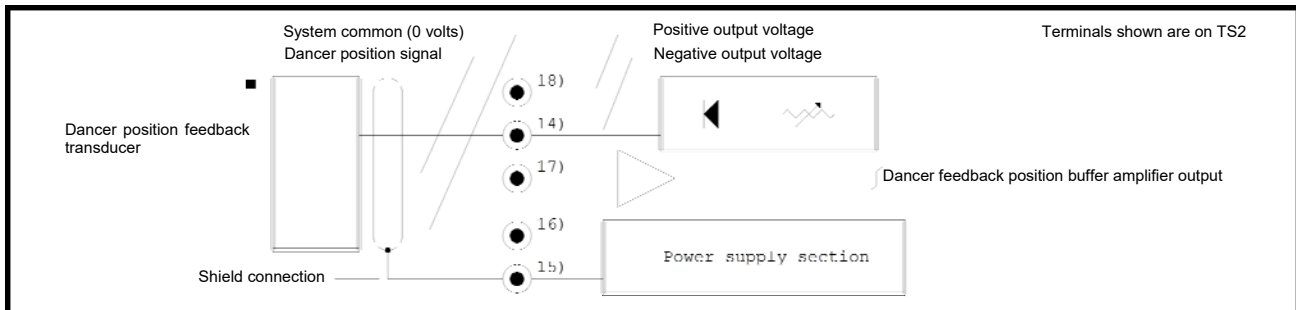 System common (0 volts)
Dancer position signal
Positive output voltage
Negative output voltage
Terminals shown are on TS2
18)
14)
Dancer position feedback
transducer
17)
Dancer feedback position buffer amplifier output
16)
Power supply section
15)
Shield connection